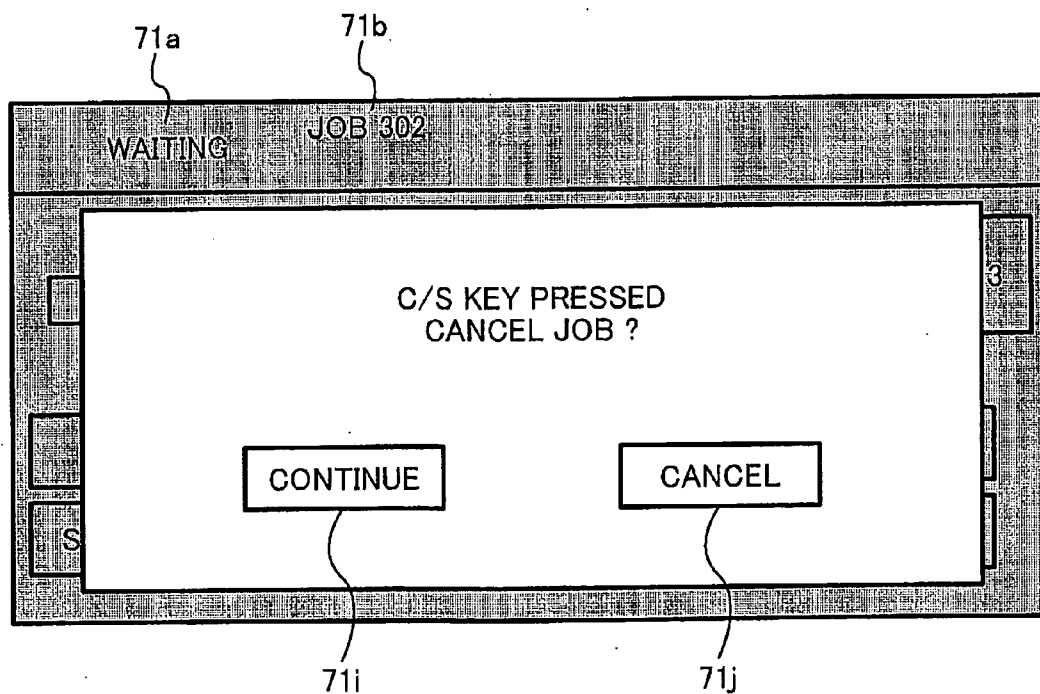 71a
71b
WAITING
JOB 302
3
C/S KEY PRESSED
CANCEL JOB ?
CONTINUE
CANCEL
S
71i
71j